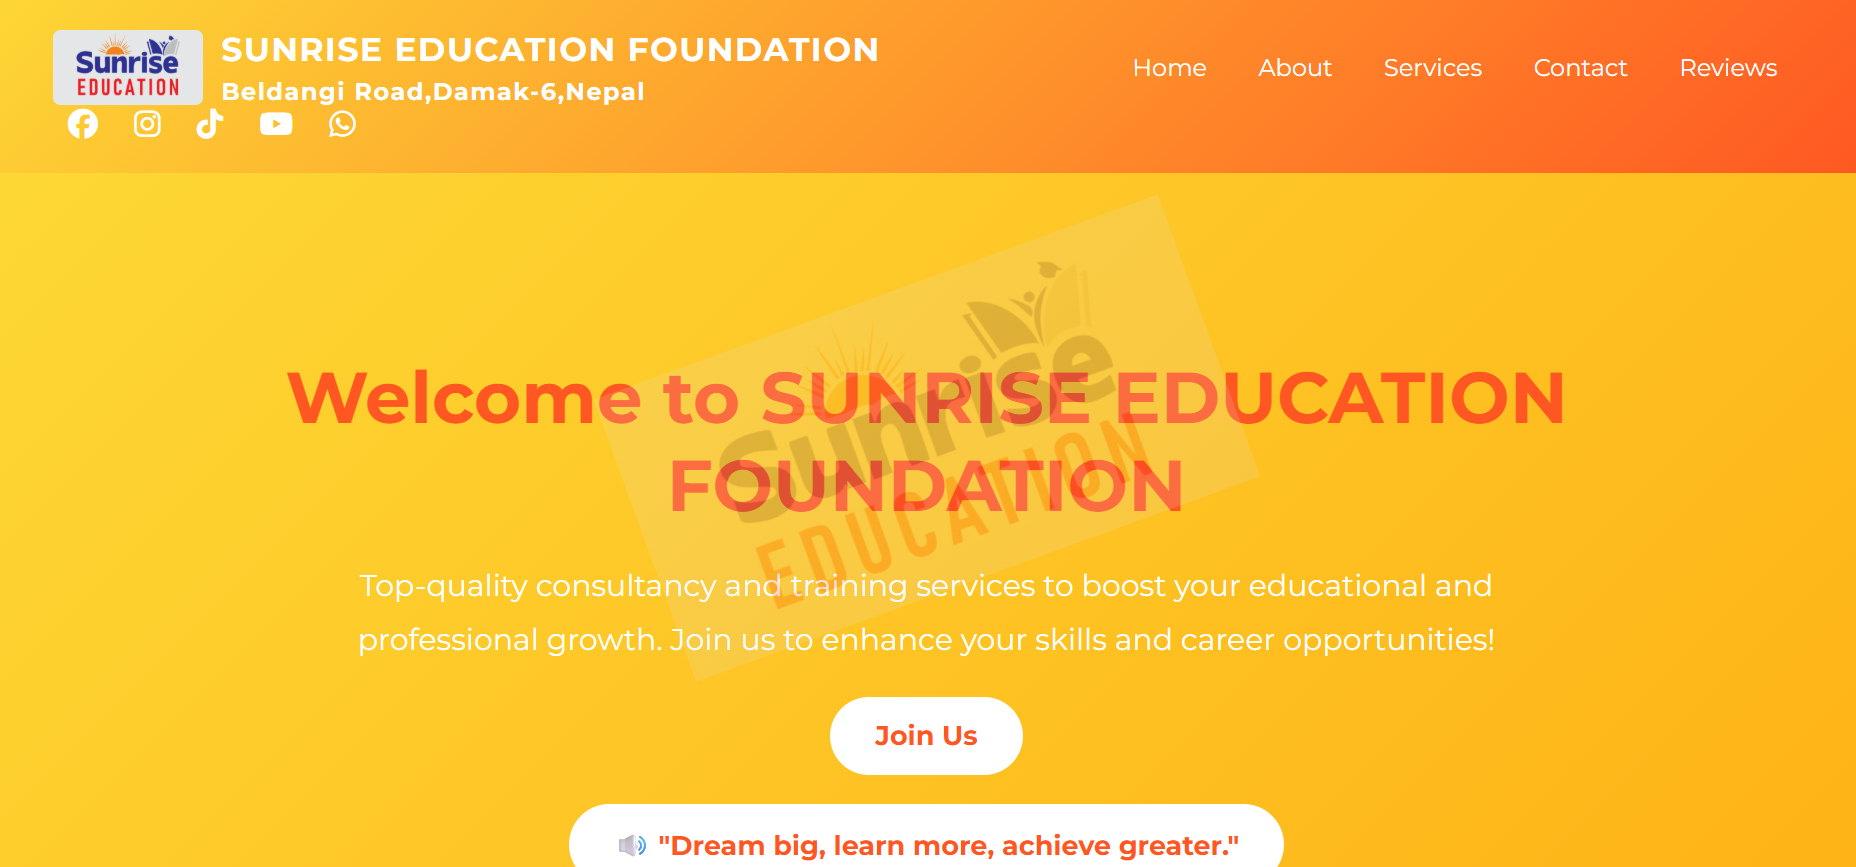 Sunrise
EDUCATION
SUNRISE EDUCATION FOUNDATION
Beldangi Road,Damak-6,Nepal
Home About Services Contact Reviews
Welcome to SUNRISE EDUCATION
FOUNDATION
Sunrise
EDUCATION
Top-quality consultancy and training services to boost your educational and
professional growth. Join us to enhance your skills and career opportunities!
Join Us
🔊 "Dream big, learn more, achieve greater."